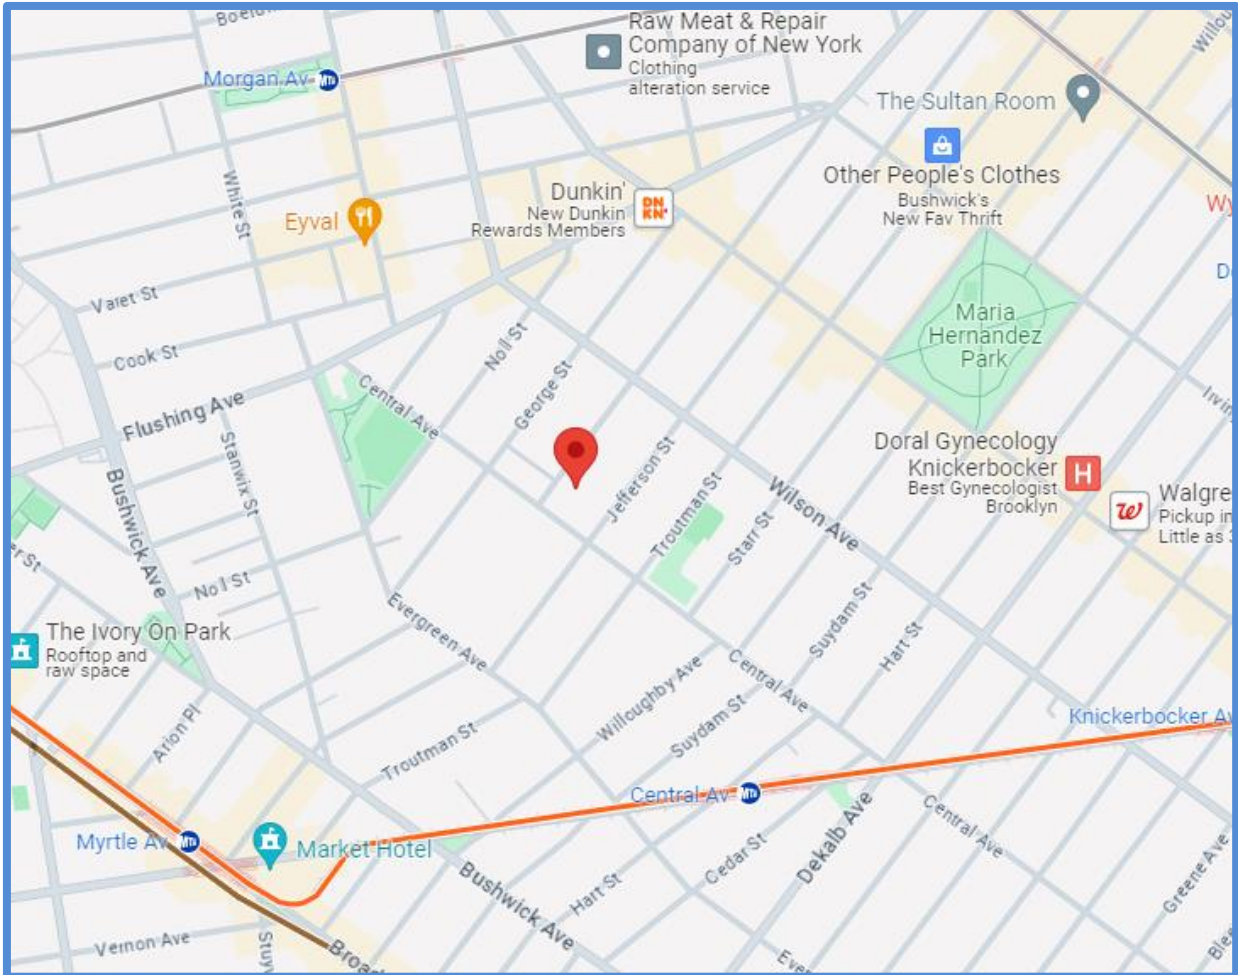 Raw Meat & Repair
Company of New York
Clothing
alteration service
Morgan Av
The Sultan Room
Other People's Clothes
Bushwick's
New Fav Thrift
Dunkin'
New Dunkin
Rewards Members
DN
KN'
Eyval
White St
Varet St
Cook St
Maria
Hernandez
Park
Noll St
George St
Central Ave
Flushing Ave
Stanwix St
Bushwick Ave
Jefferson St
Troutman St
Starr St
Wilson Ave
Doral Gynecology
Knickerbocker
Best Gynecologist
Brooklyn
H
Pickup in
Noll St
Evergreen Ave
The Ivory On Park
Rooftop and
raw space
Suydam St
Hart St
Willoughby Ave
Central Ave
Suydam St
Arion Pl
Troutman St
Knickerbocker
Central Av
Myrtle Av
Market Hotel
Dekalb Ave
Central Ave
Cedar St
Hart St
Bushwick Ave
Greene Ave
Vernon Ave